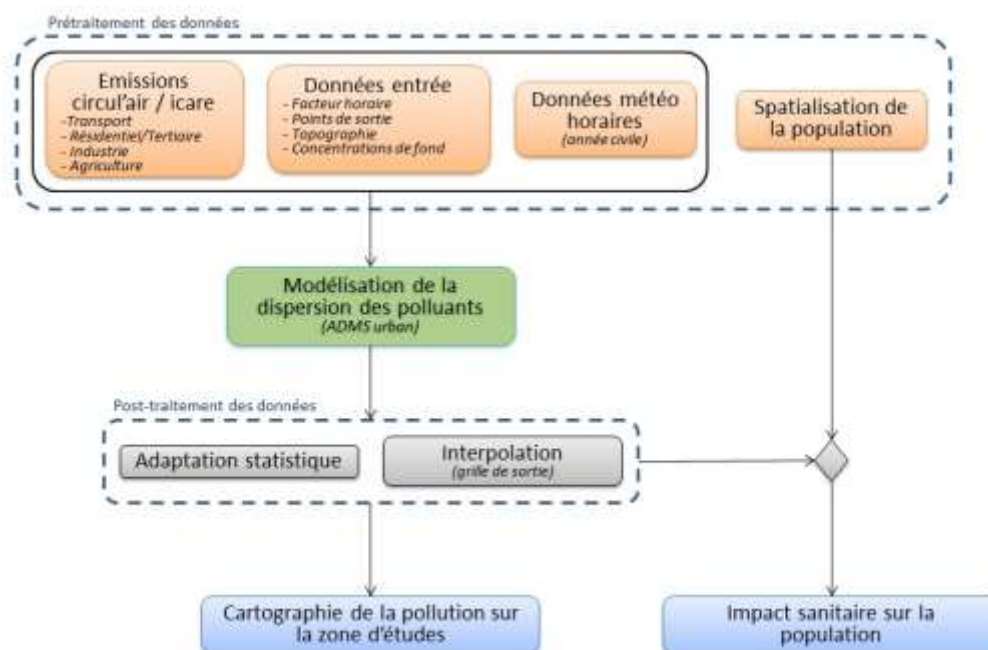 Prétraitement des données
Emissions
circul'air / icare
-Transport
- Résidentiel/Tertiaire
- Industrie
- Agriculture
Données entrée
- Facteur horaire
- Points de sortie
- Topographie
- Concentrations de fond
Données météo
horaires
(année civile)
Spatialisation de
la population
Modélisation de la
dispersion des polluants
(ADMS urban)
Post-traitement des données
Adaptation statistique
Interpolation
(grille de sortie)
Cartographie de la pollution sur
la zone d'études
Impact sanitaire sur la
population